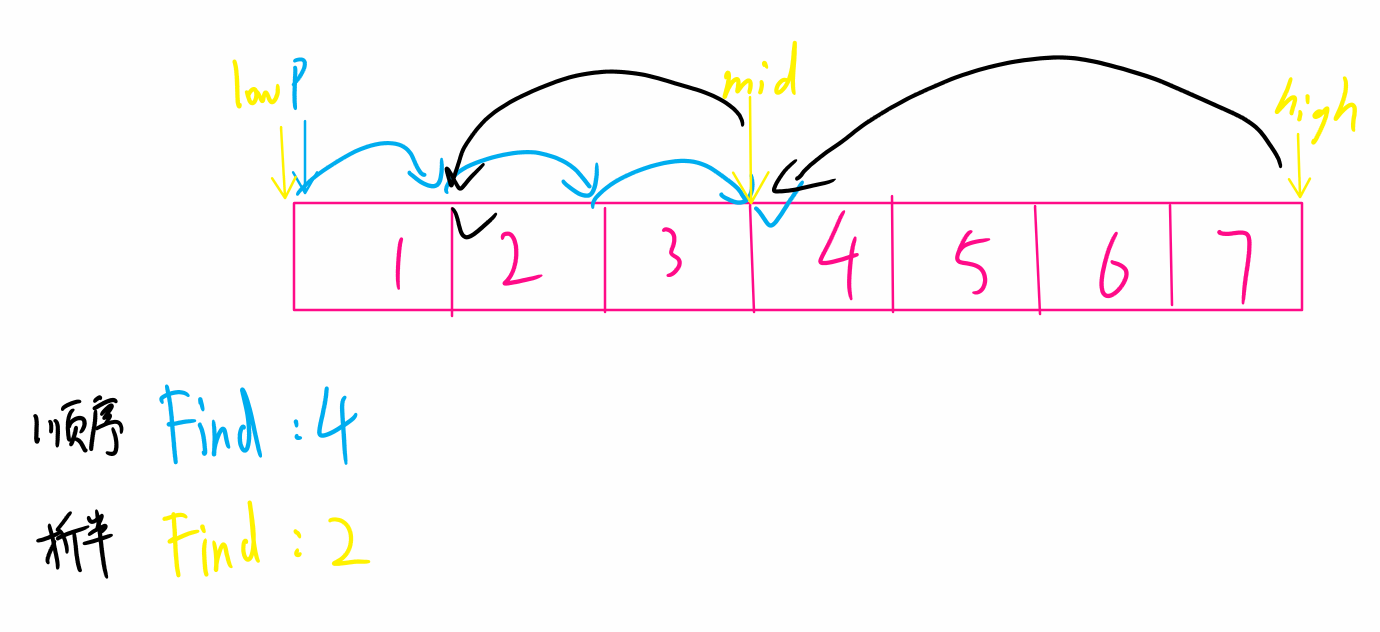 low P mid high
1 2 3 4 5 6 7
顺序 Find : 4
折半 Find : 2